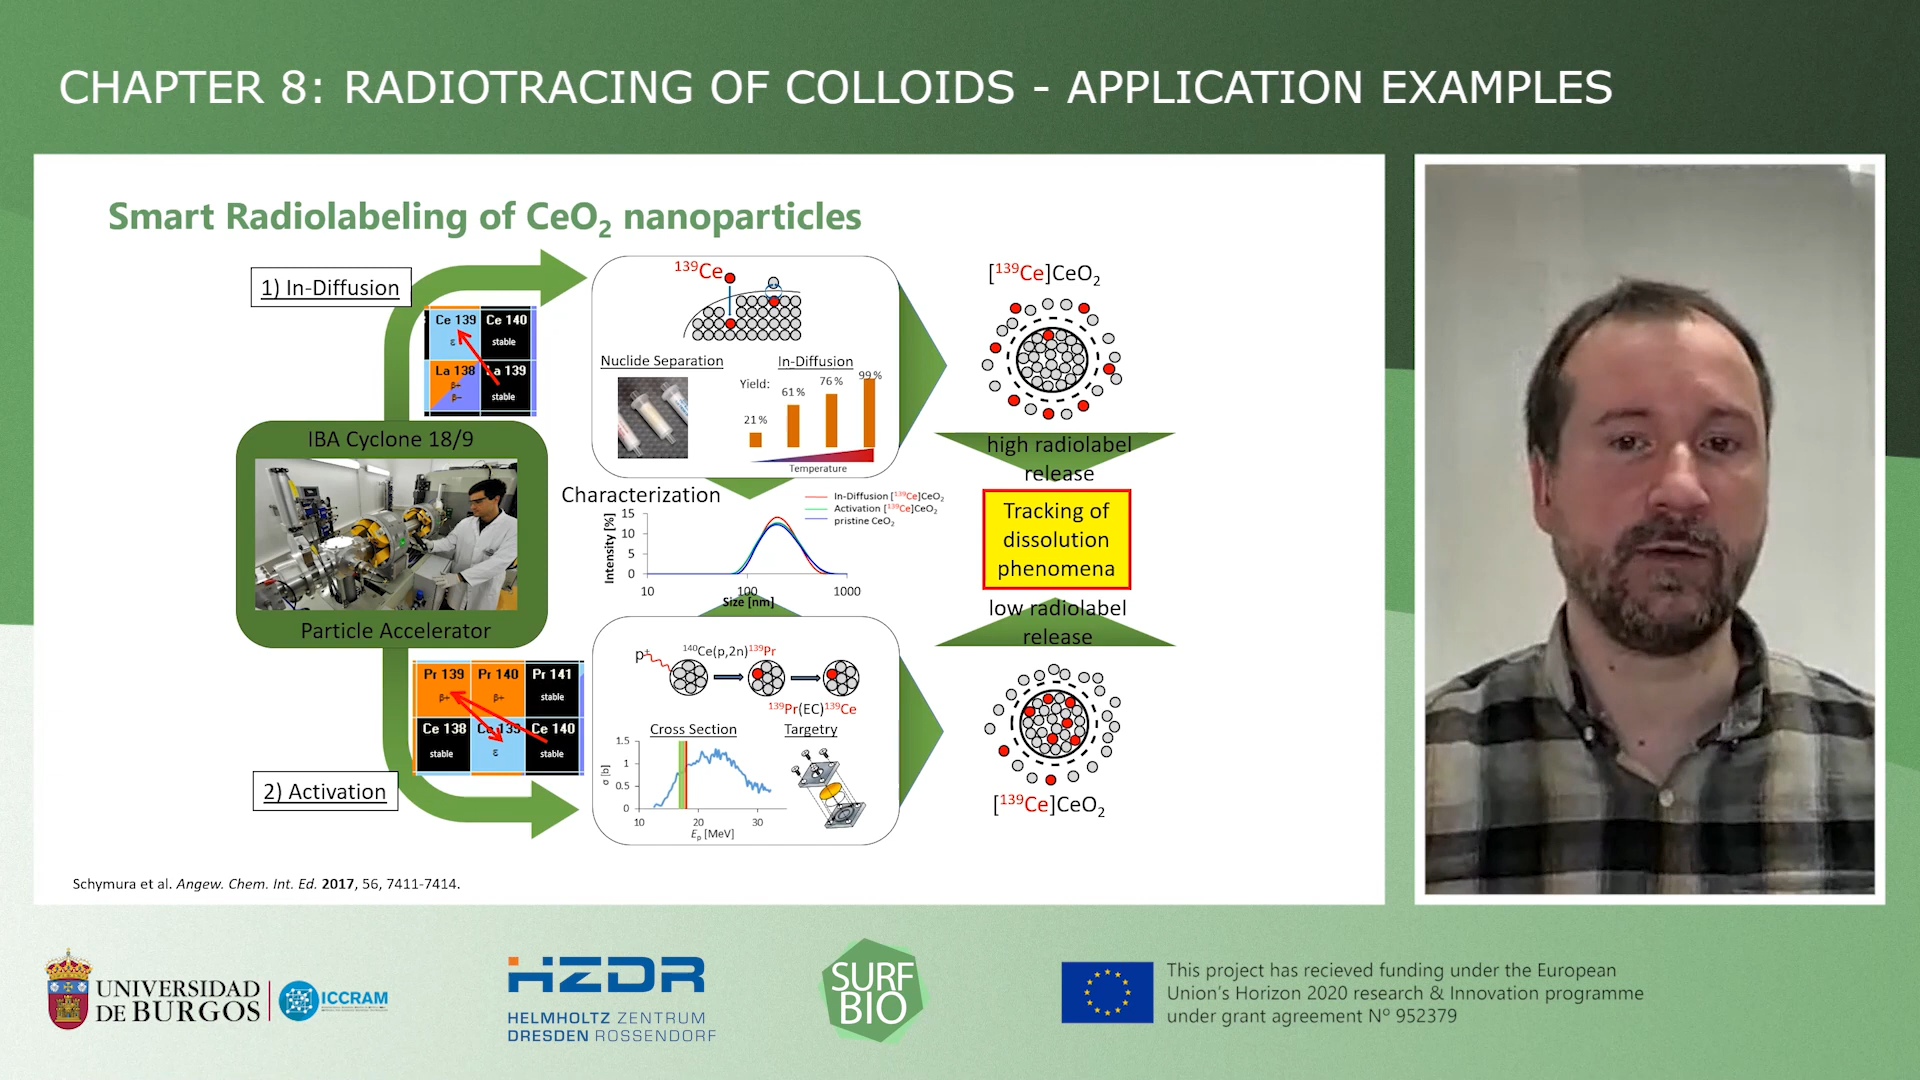 CHAPTER 8: RADIOTRACING OF COLLOIDS - APPLICATION EXAMPLES
Smart Radiolabeling of CeO₂ nanoparticles
1) In-Diffusion
Ce 139 Ce 140
ε stable
La 138 La 139
β+
β- stable
IBA Cyclone 18/9
Particle Accelerator
Pr 139 Pr 140 Pr 141
β+ β+ stable
Ce 138 Ce 139 Ce 140
stable ε stable
2) Activation
¹³⁹Ce
Nuclide Separation
In-Diffusion
Yield:
21 %
61 %
76 %
99 %
Temperature
Characterization
In-Diffusion [¹³⁹Ce]CeO₂
Activation [¹³⁹Ce]CeO₂
pristine CeO₂
Intensity [%]
15
10
5
0
10 100 1000
Size [nm]
p⁺
¹⁴⁰Ce(p,2n)¹³⁹Pr
¹³⁹Pr(EC)¹³⁹Ce
Cross Section
Targetry
σ [b]
1.5
1
0.5
0
10 20 30
Eₚ [MeV]
[¹³⁹Ce]CeO₂
high radiolabel
release
Tracking of
dissolution
phenomena
low radiolabel
release
[¹³⁹Ce]CeO₂
Schymura et al. Angew. Chem. Int. Ed. 2017, 56, 7411-7414.
UNIVERSIDAD
DE BURGOS
ICCRAM
HZDR
HELMHOLTZ ZENTRUM
DRESDEN ROSSENDORF
SURF
BIO
This project has recieved funding under the European
Union's Horizon 2020 research & Innovation programme
under grant agreement Nº 952379